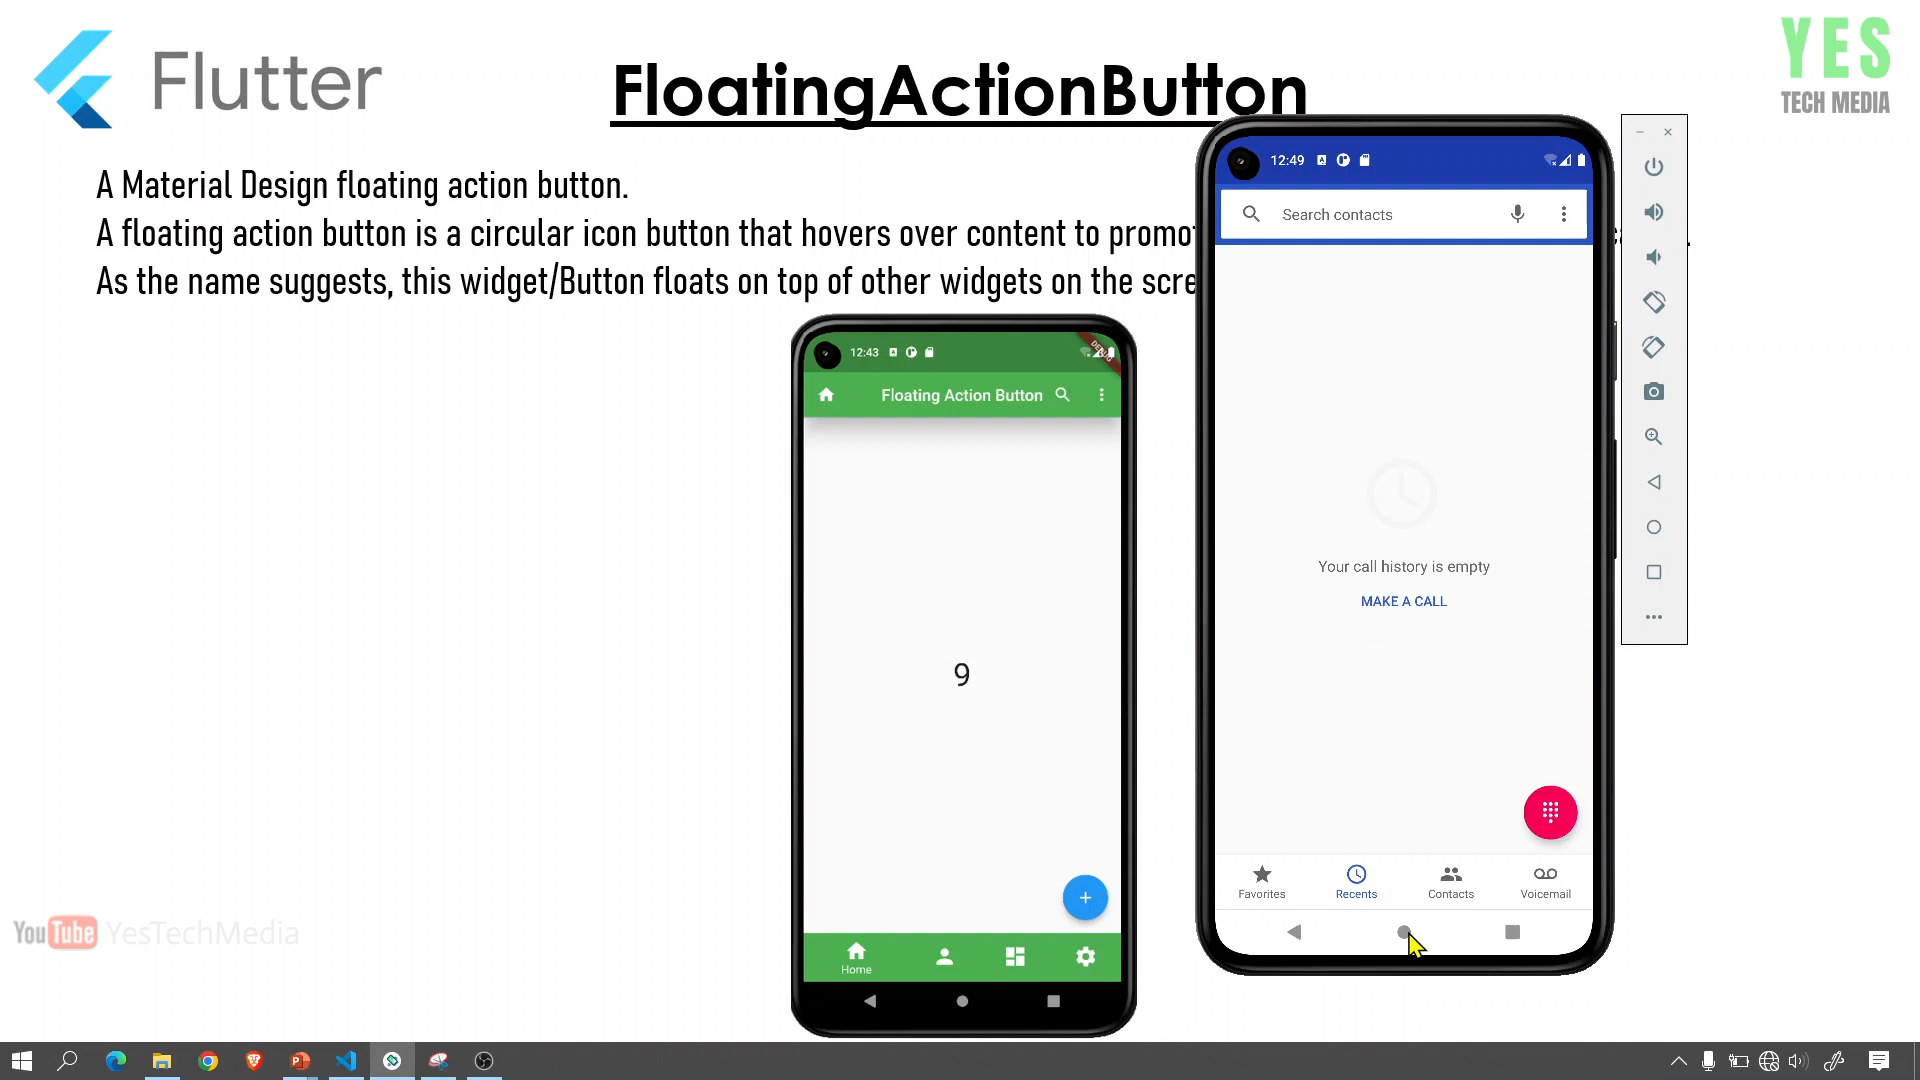 Flutter
FloatingActionButton
YES
TECH MEDIA
A Material Design floating action button.
A floating action button is a circular icon button that hovers over content to promot
As the name suggests, this widget/Button floats on top of other widgets on the scre
12:43
DEBUG
Floating Action Button
9
Home
12:49
Search contacts
Your call history is empty
MAKE A CALL
Favorites
Recents
Contacts
Voicemail
YouTube YesTechMedia